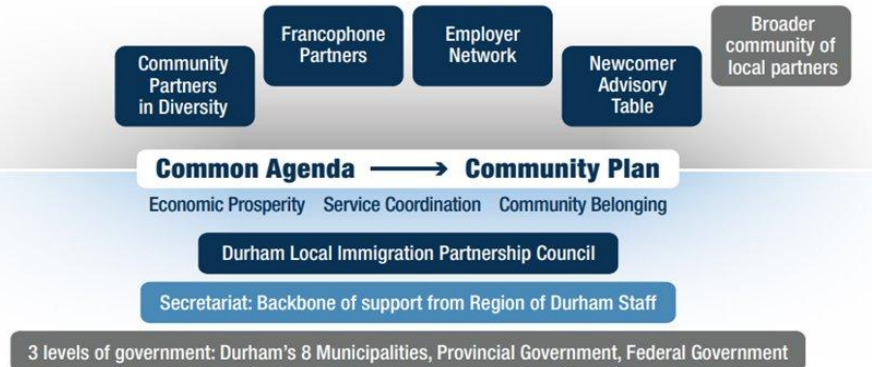 Community
Partners
in Diversity
Francophone
Partners
Employer
Network
Newcomer
Advisory
Table
Broader
community of
local partners
Common Agenda → Community Plan
Economic Prosperity Service Coordination Community Belonging
Durham Local Immigration Partnership Council
Secretariat: Backbone of support from Region of Durham Staff
3 levels of government: Durham's 8 Municipalities, Provincial Government, Federal Government